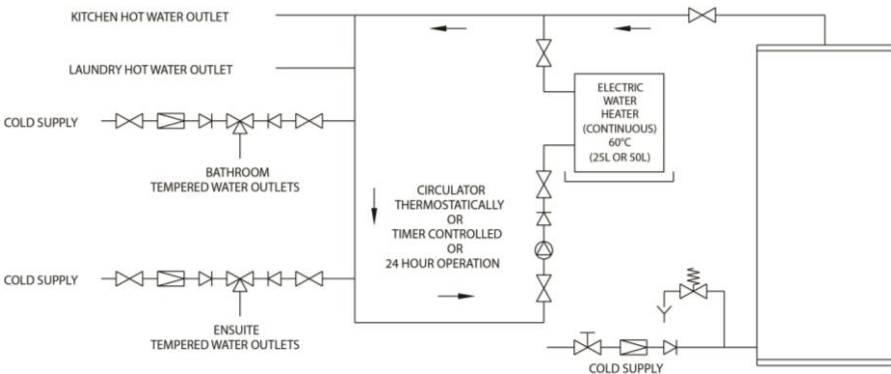 KITCHEN HOT WATER OUTLET
LAUNDRY HOT WATER OUTLET
COLD SUPPLY
BATHROOM
TEMPERED WATER OUTLETS
COLD SUPPLY
ENSUITE
TEMPERED WATER OUTLETS
CIRCULATOR
THERMOSTATICALLY
OR
TIMER CONTROLLED
OR
24 HOUR OPERATION
ELECTRIC
WATER
HEATER
(CONTINUOUS)
60°C
(25L OR 50L)
COLD SUPPLY